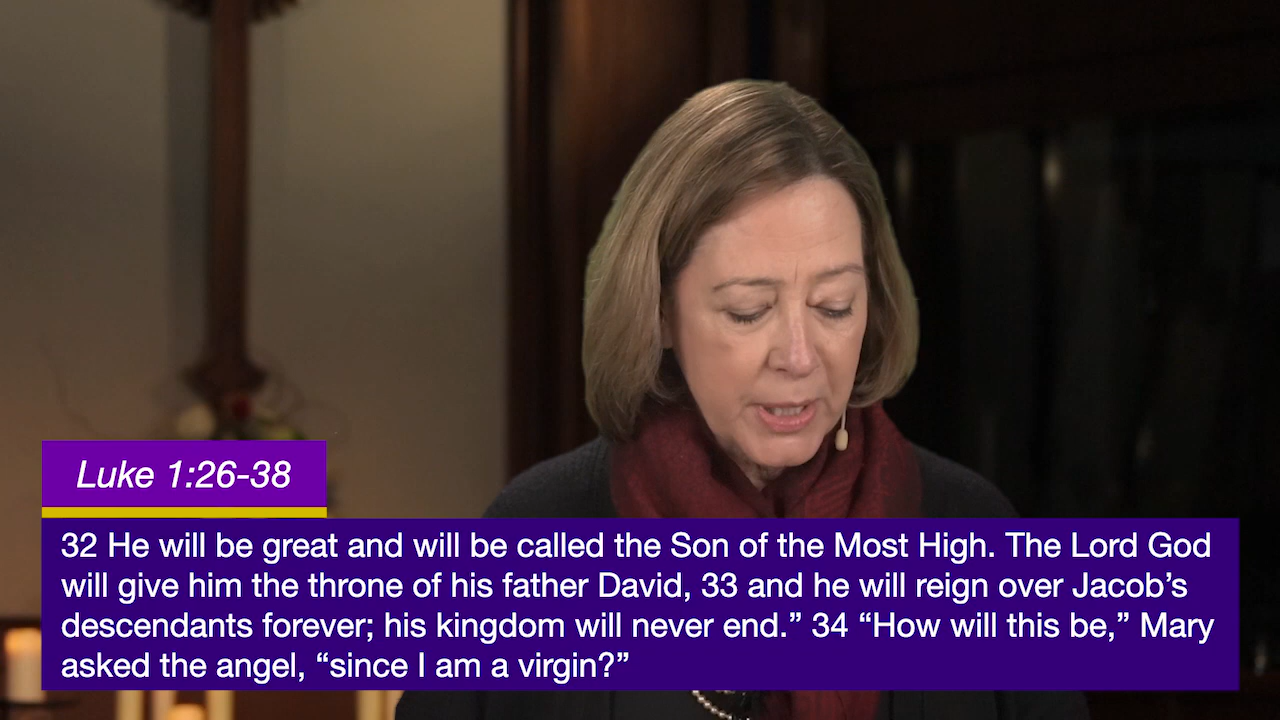 Luke 1:26-38
32 He will be great and will be called the Son of the Most High. The Lord God
will give him the throne of his father David, 33 and he will reign over Jacob’s
descendants forever; his kingdom will never end.” 34 “How will this be,” Mary
asked the angel, “since I am a virgin?”